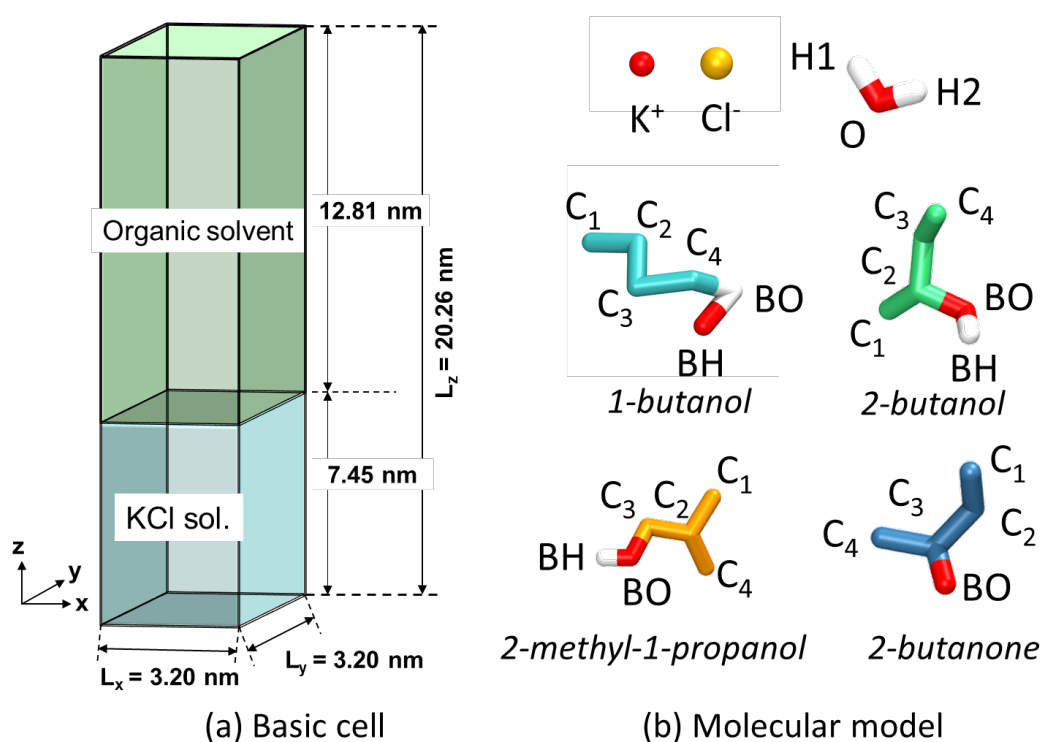 Organic solvent
KCl sol.
12.81 nm
7.45 nm
L_z = 20.26 nm
z
y
x
L_x = 3.20 nm
L_y = 3.20 nm
(a) Basic cell
K⁺
Cl⁻
H1
H2
O
C₁
C₂
C₄
C₃
BO
BH
1-butanol
C₃
C₄
C₂
BO
C₁
BH
2-butanol
C₃
C₂
C₁
BH
BO
C₄
2-methyl-1-propanol
C₁
C₃
C₄
C₂
BO
2-butanone
(b) Molecular model